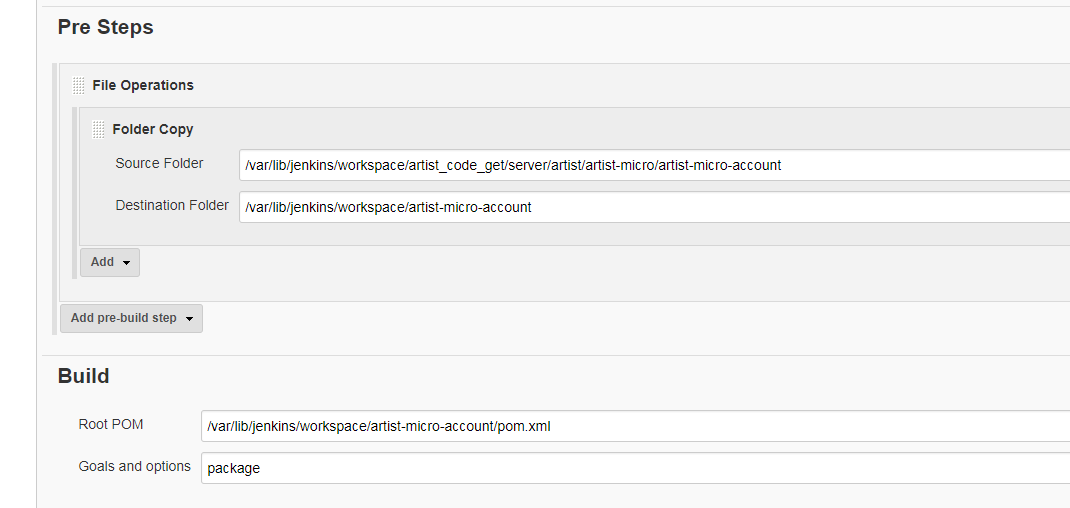 Pre Steps
File Operations
Folder Copy
Source Folder /var/lib/jenkins/workspace/artist_code_get/server/artist/artist-micro/artist-micro-account
Destination Folder /var/lib/jenkins/workspace/artist-micro-account
Add
Add pre-build step
Build
Root POM /var/lib/jenkins/workspace/artist-micro-account/pom.xml
Goals and options package